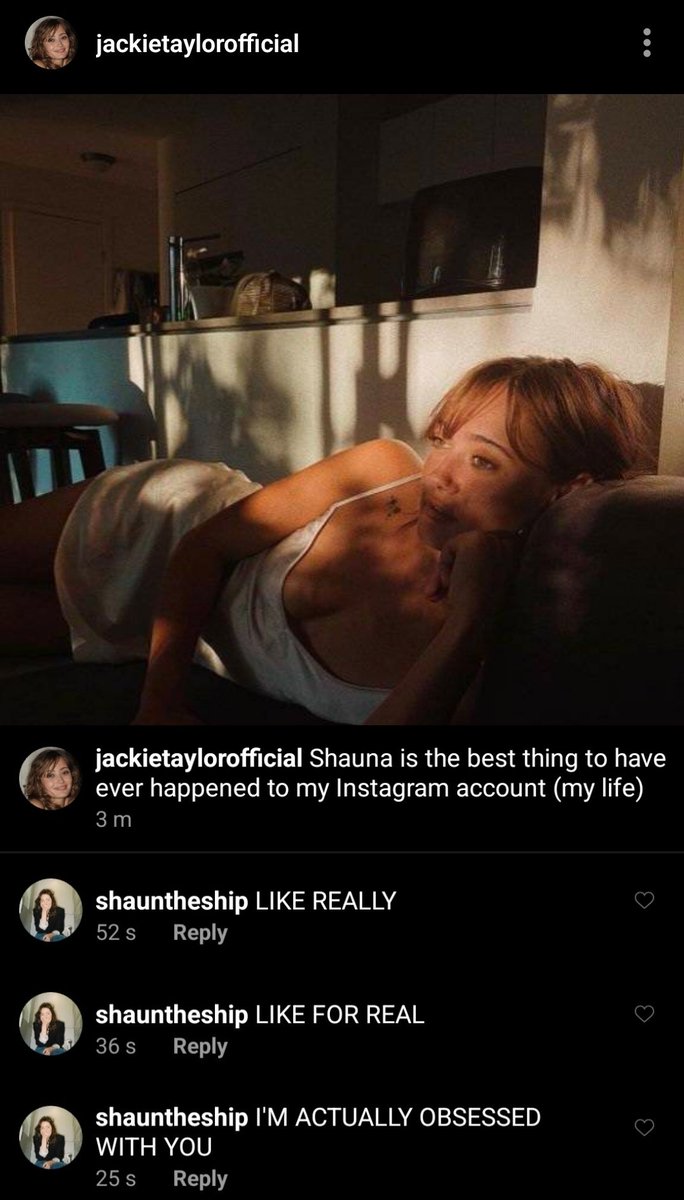 jackietaylorofficial
jackietaylorofficial Shauna is the best thing to have
ever happened to my Instagram account (my life)
3 m
shauntheship LIKE REALLY
52 s Reply
shauntheship LIKE FOR REAL
36 s Reply
shauntheship I'M ACTUALLY OBSESSED
WITH YOU
25 s Reply